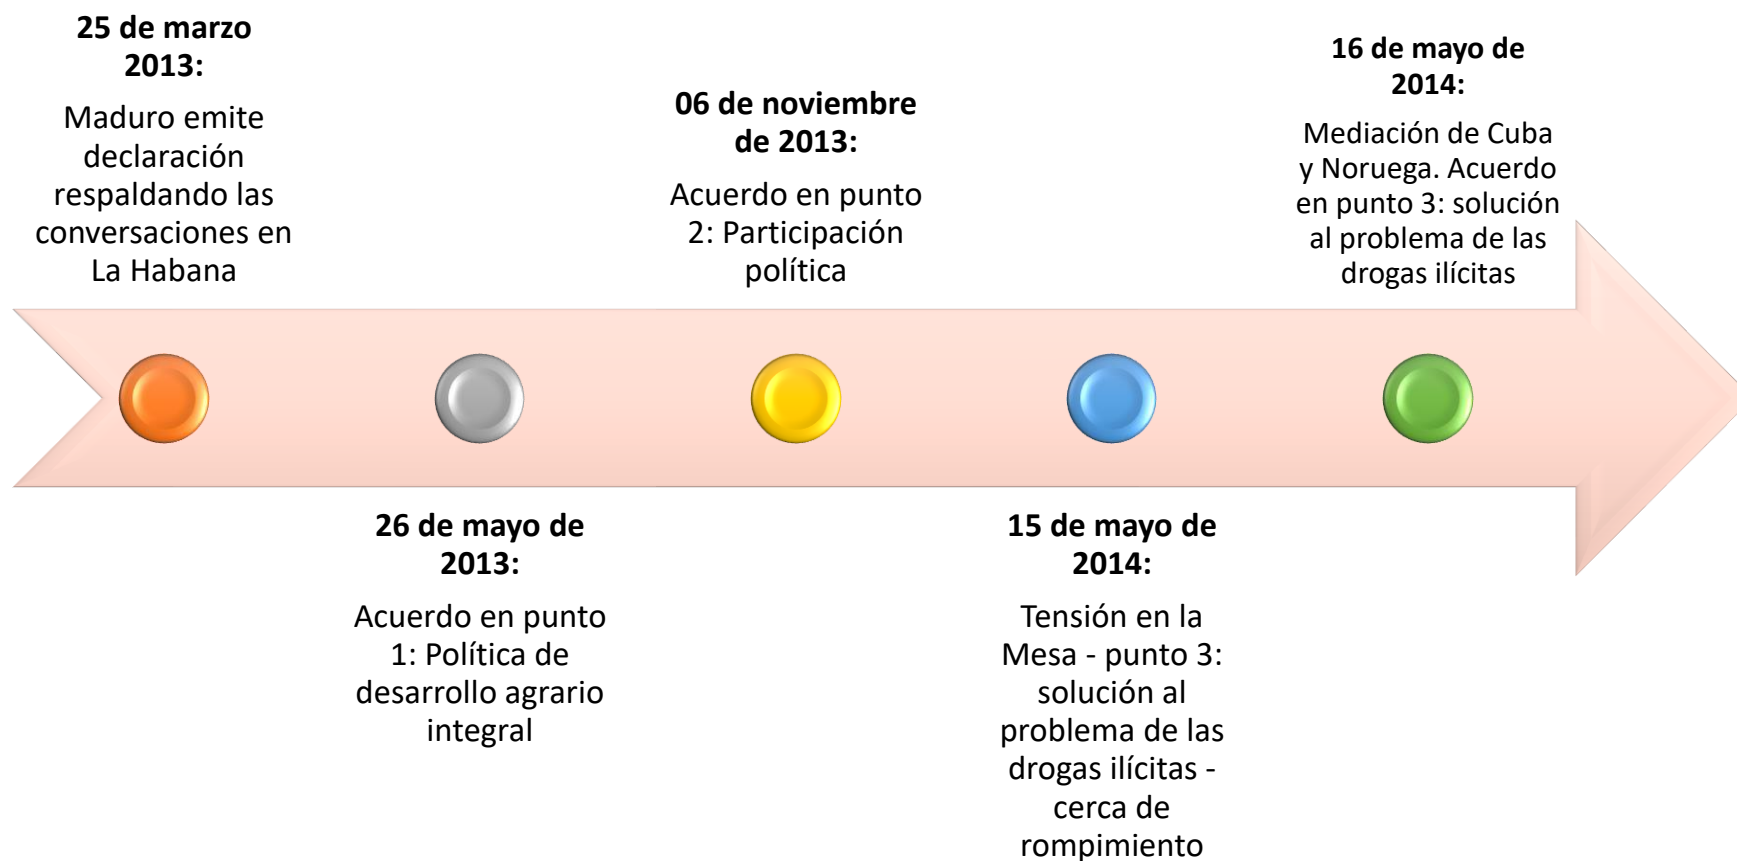 25 de marzo
2013:
Maduro emite
declaración
respaldando las
conversaciones en
La Habana
26 de mayo de
2013:
Acuerdo en punto
1: Política de
desarrollo agrario
integral
06 de noviembre
de 2013:
Acuerdo en punto
2: Participación
política
15 de mayo de
2014:
Tensión en la
Mesa - punto 3:
solución al
problema de las
drogas ilícitas -
cerca de
rompimiento
16 de mayo de
2014:
Mediación de Cuba
y Noruega. Acuerdo
en punto 3: solución
al problema de las
drogas ilícitas